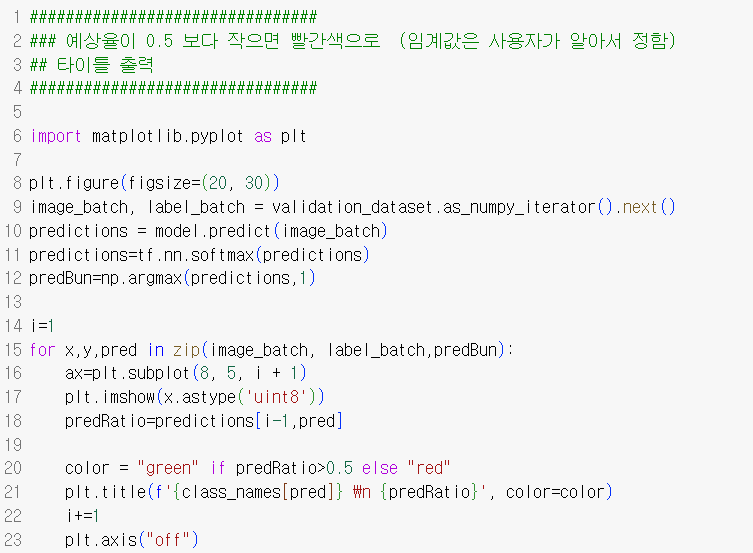 1 ################################
2 ### 예상율이 0.5 보다 작으면 빨간색으로  (임계값은 사용자가 알아서 정함)
3 ## 타이틀 출력
4 ################################
5
6 import matplotlib.pyplot as plt
7
8 plt.figure(figsize=(20, 30))
9 image_batch, label_batch = validation_dataset.as_numpy_iterator().next()
10 predictions = model.predict(image_batch)
11 predictions=tf.nn.softmax(predictions)
12 predBun=np.argmax(predictions,1)
13
14 i=1
15 for x,y,pred in zip(image_batch, label_batch,predBun):
16     ax=plt.subplot(8, 5, i + 1)
17     plt.imshow(x.astype('uint8'))
18     predRatio=predictions[i-1,pred]
19
20     color = "green" if predRatio>0.5 else "red"
21     plt.title(f'{class_names[pred]} ₩n {predRatio}', color=color)
22     i+=1
23     plt.axis("off")